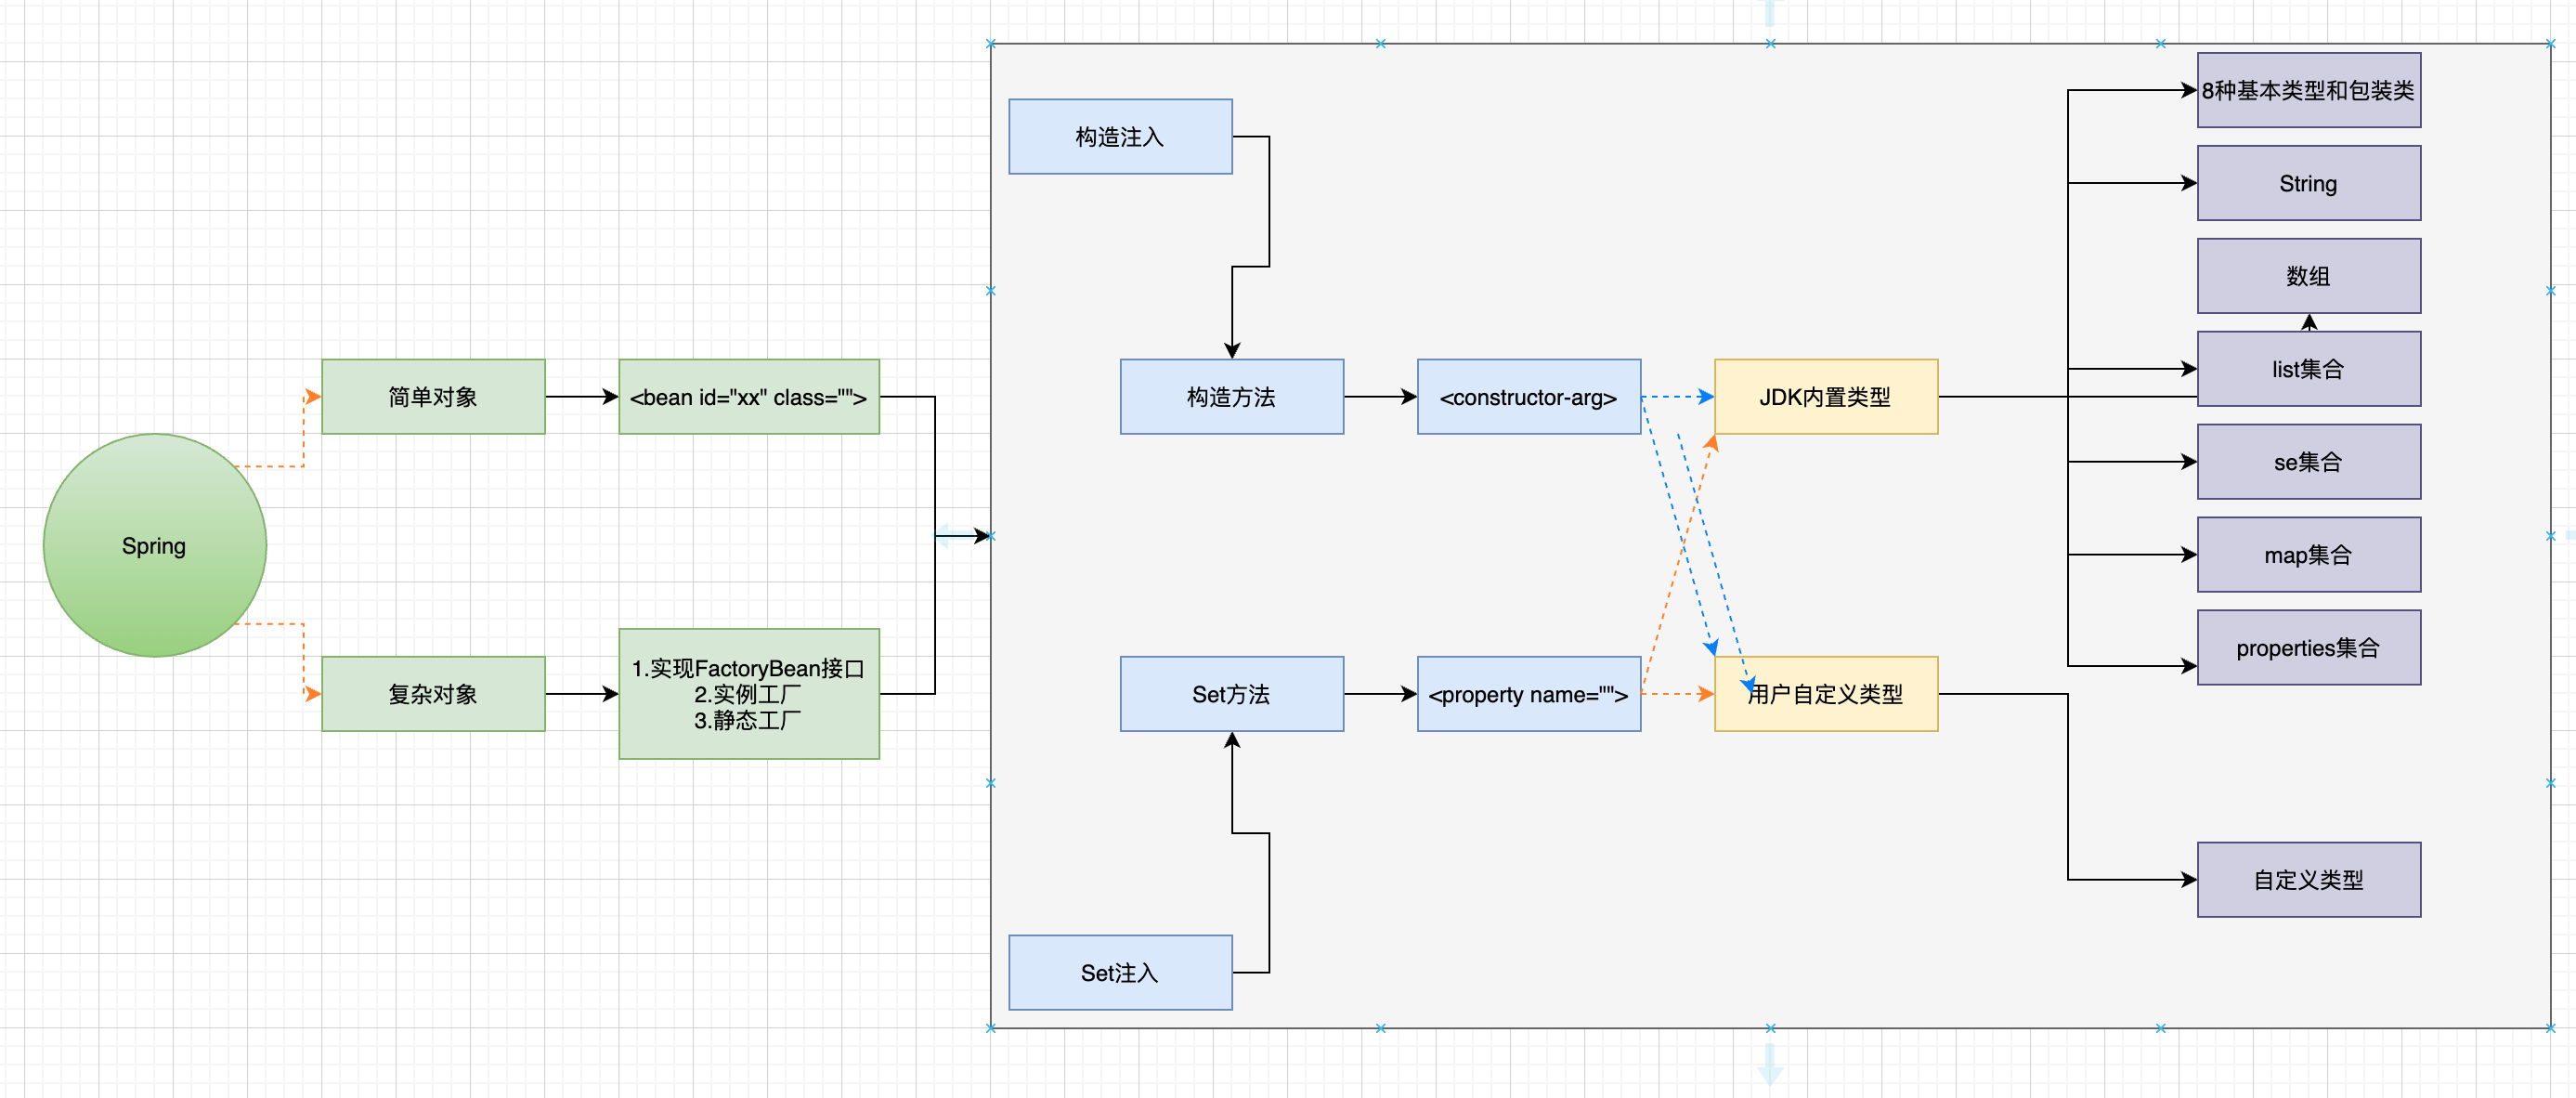 Spring
简单对象
<bean id="xx" class="">
复杂对象
1.实现FactoryBean接口
2.实例工厂
3.静态工厂
构造注入
构造方法
<constructor-arg>
JDK内置类型
Set方法
<property name="">
用户自定义类型
Set注入
8种基本类型和包装类
String
数组
list集合
se集合
map集合
properties集合
自定义类型